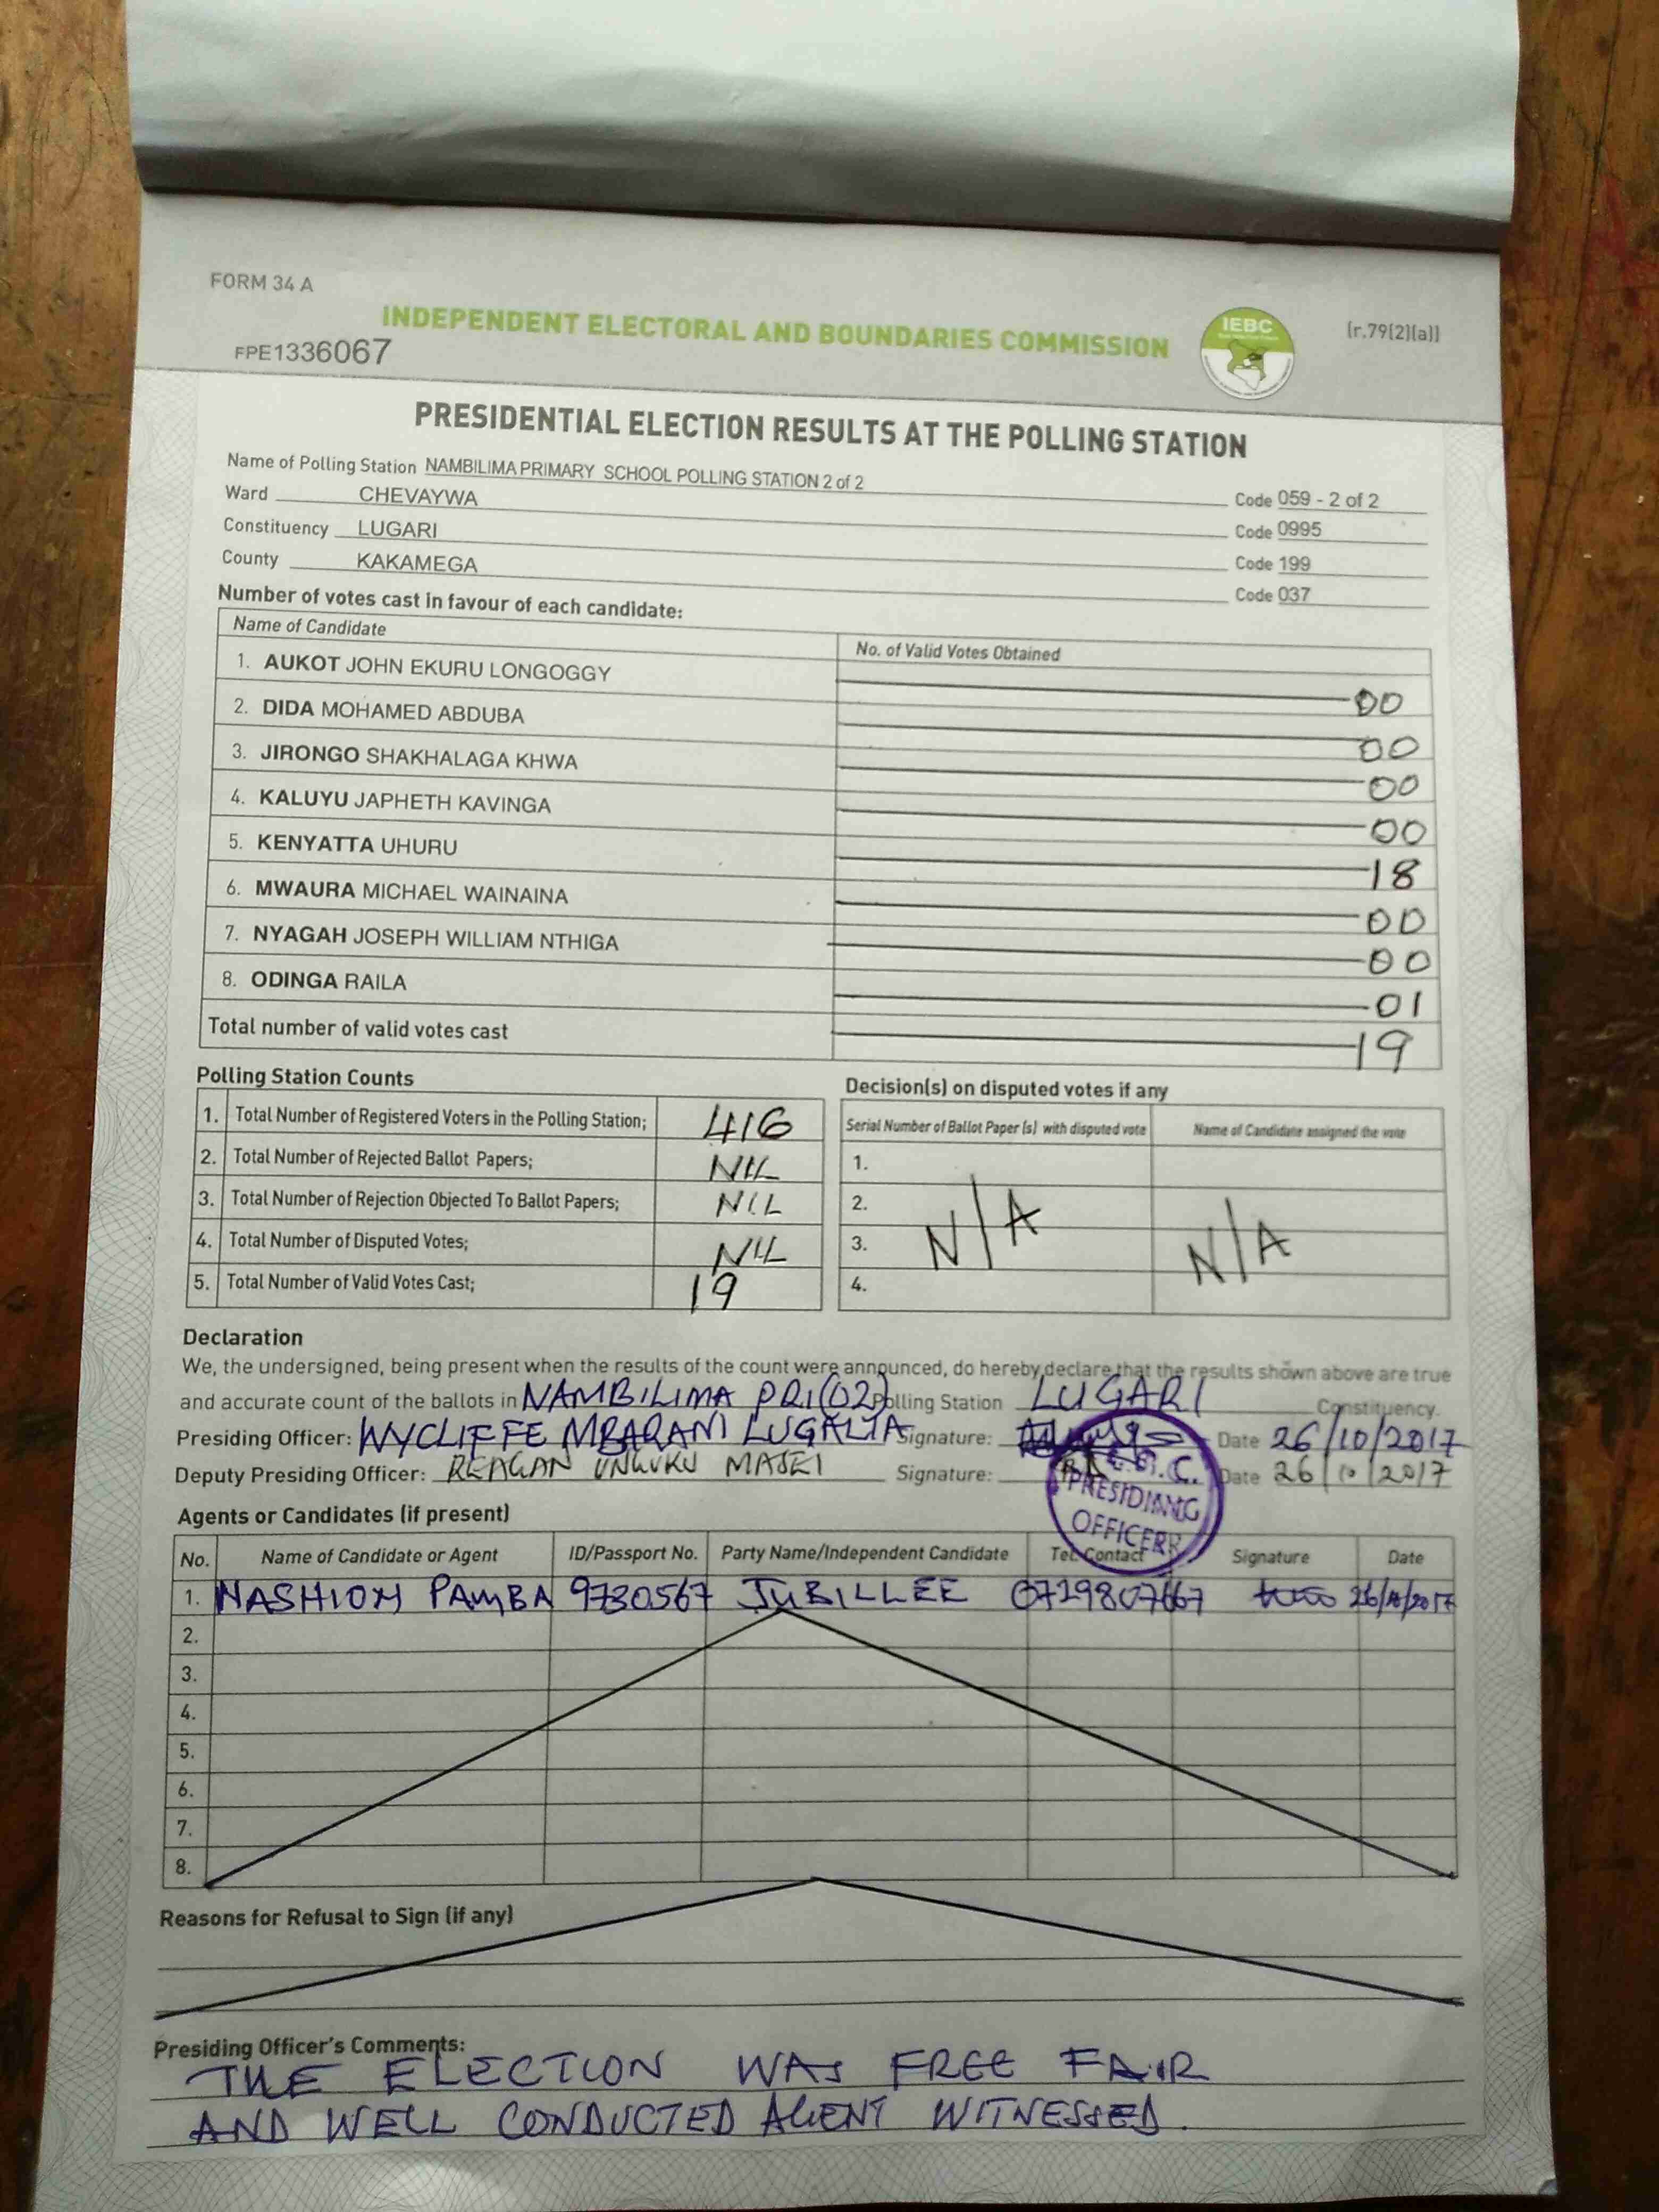 FORM 34 A
INDEPENDENT ELECTORAL AND BOUNDARIES COMMISSION
IEBC
(r.79(2)(a))
FPE1336067
PRESIDENTIAL ELECTION RESULTS AT THE POLLING STATION
Name of Polling Station NAMBILIMA PRIMARY SCHOOL POLLING STATION 2 of 2 Code 059 - 2 of 2
Ward CHEVAYWA Code 0995
Constituency LUGARI Code 199
County KAKAMEGA Code 037
Number of votes cast in favour of each candidate:
Name of Candidate No. of Valid Votes Obtained
1. AUKOT JOHN EKURU LONGOGGY 00
2. DIDA MOHAMED ABDUBA 00
3. JIRONGO SHAKHALAGA KHWA 00
4. KALUYU JAPHETH KAVINGA 00
5. KENYATTA UHURU 18
6. MWAURA MICHAEL WAINAINA 00
7. NYAGAH JOSEPH WILLIAM NTHIGA 00
8. ODINGA RAILA 01
Total number of valid votes cast 19
Polling Station Counts
1. Total Number of Registered Voters in the Polling Station; 416
2. Total Number of Rejected Ballot Papers; NIL
3. Total Number of Rejection Objected To Ballot Papers; NIL
4. Total Number of Disputed Votes; NIL
5. Total Number of Valid Votes Cast; 19
Decision(s) on disputed votes if any
Serial Number of Ballot Paper (s) with disputed vote Name of Candidate assigned the vote
1.
2.
3. N/A N/A
4.
Declaration
We, the undersigned, being present when the results of the count were announced, do hereby declare that the results shown above are true
and accurate count of the ballots in NAMBILIMA PRI(02) Polling Station LUGARI Constituency.
Presiding Officer: WYCLIFFE MBARANI LUGALIA Signature: Date 26/10/2017
Deputy Presiding Officer: REAGAN Signature: Date 26/10/2017
PRESIDING
OFFICER
Agents or Candidates (if present)
No. Name of Candidate or Agent ID/Passport No. Party Name/Independent Candidate Tel. Contact Signature Date
1. NASHION PAMBA 9730567 JUBILLEE 0729807667 26/10/2017
2.
3.
4.
5.
6.
7.
8.
Reasons for Refusal to Sign (if any)
Presiding Officer's Comments:
THE ELECTION WAS FREE FAIR
AND WELL CONDUCTED AGENT WITNESSED.